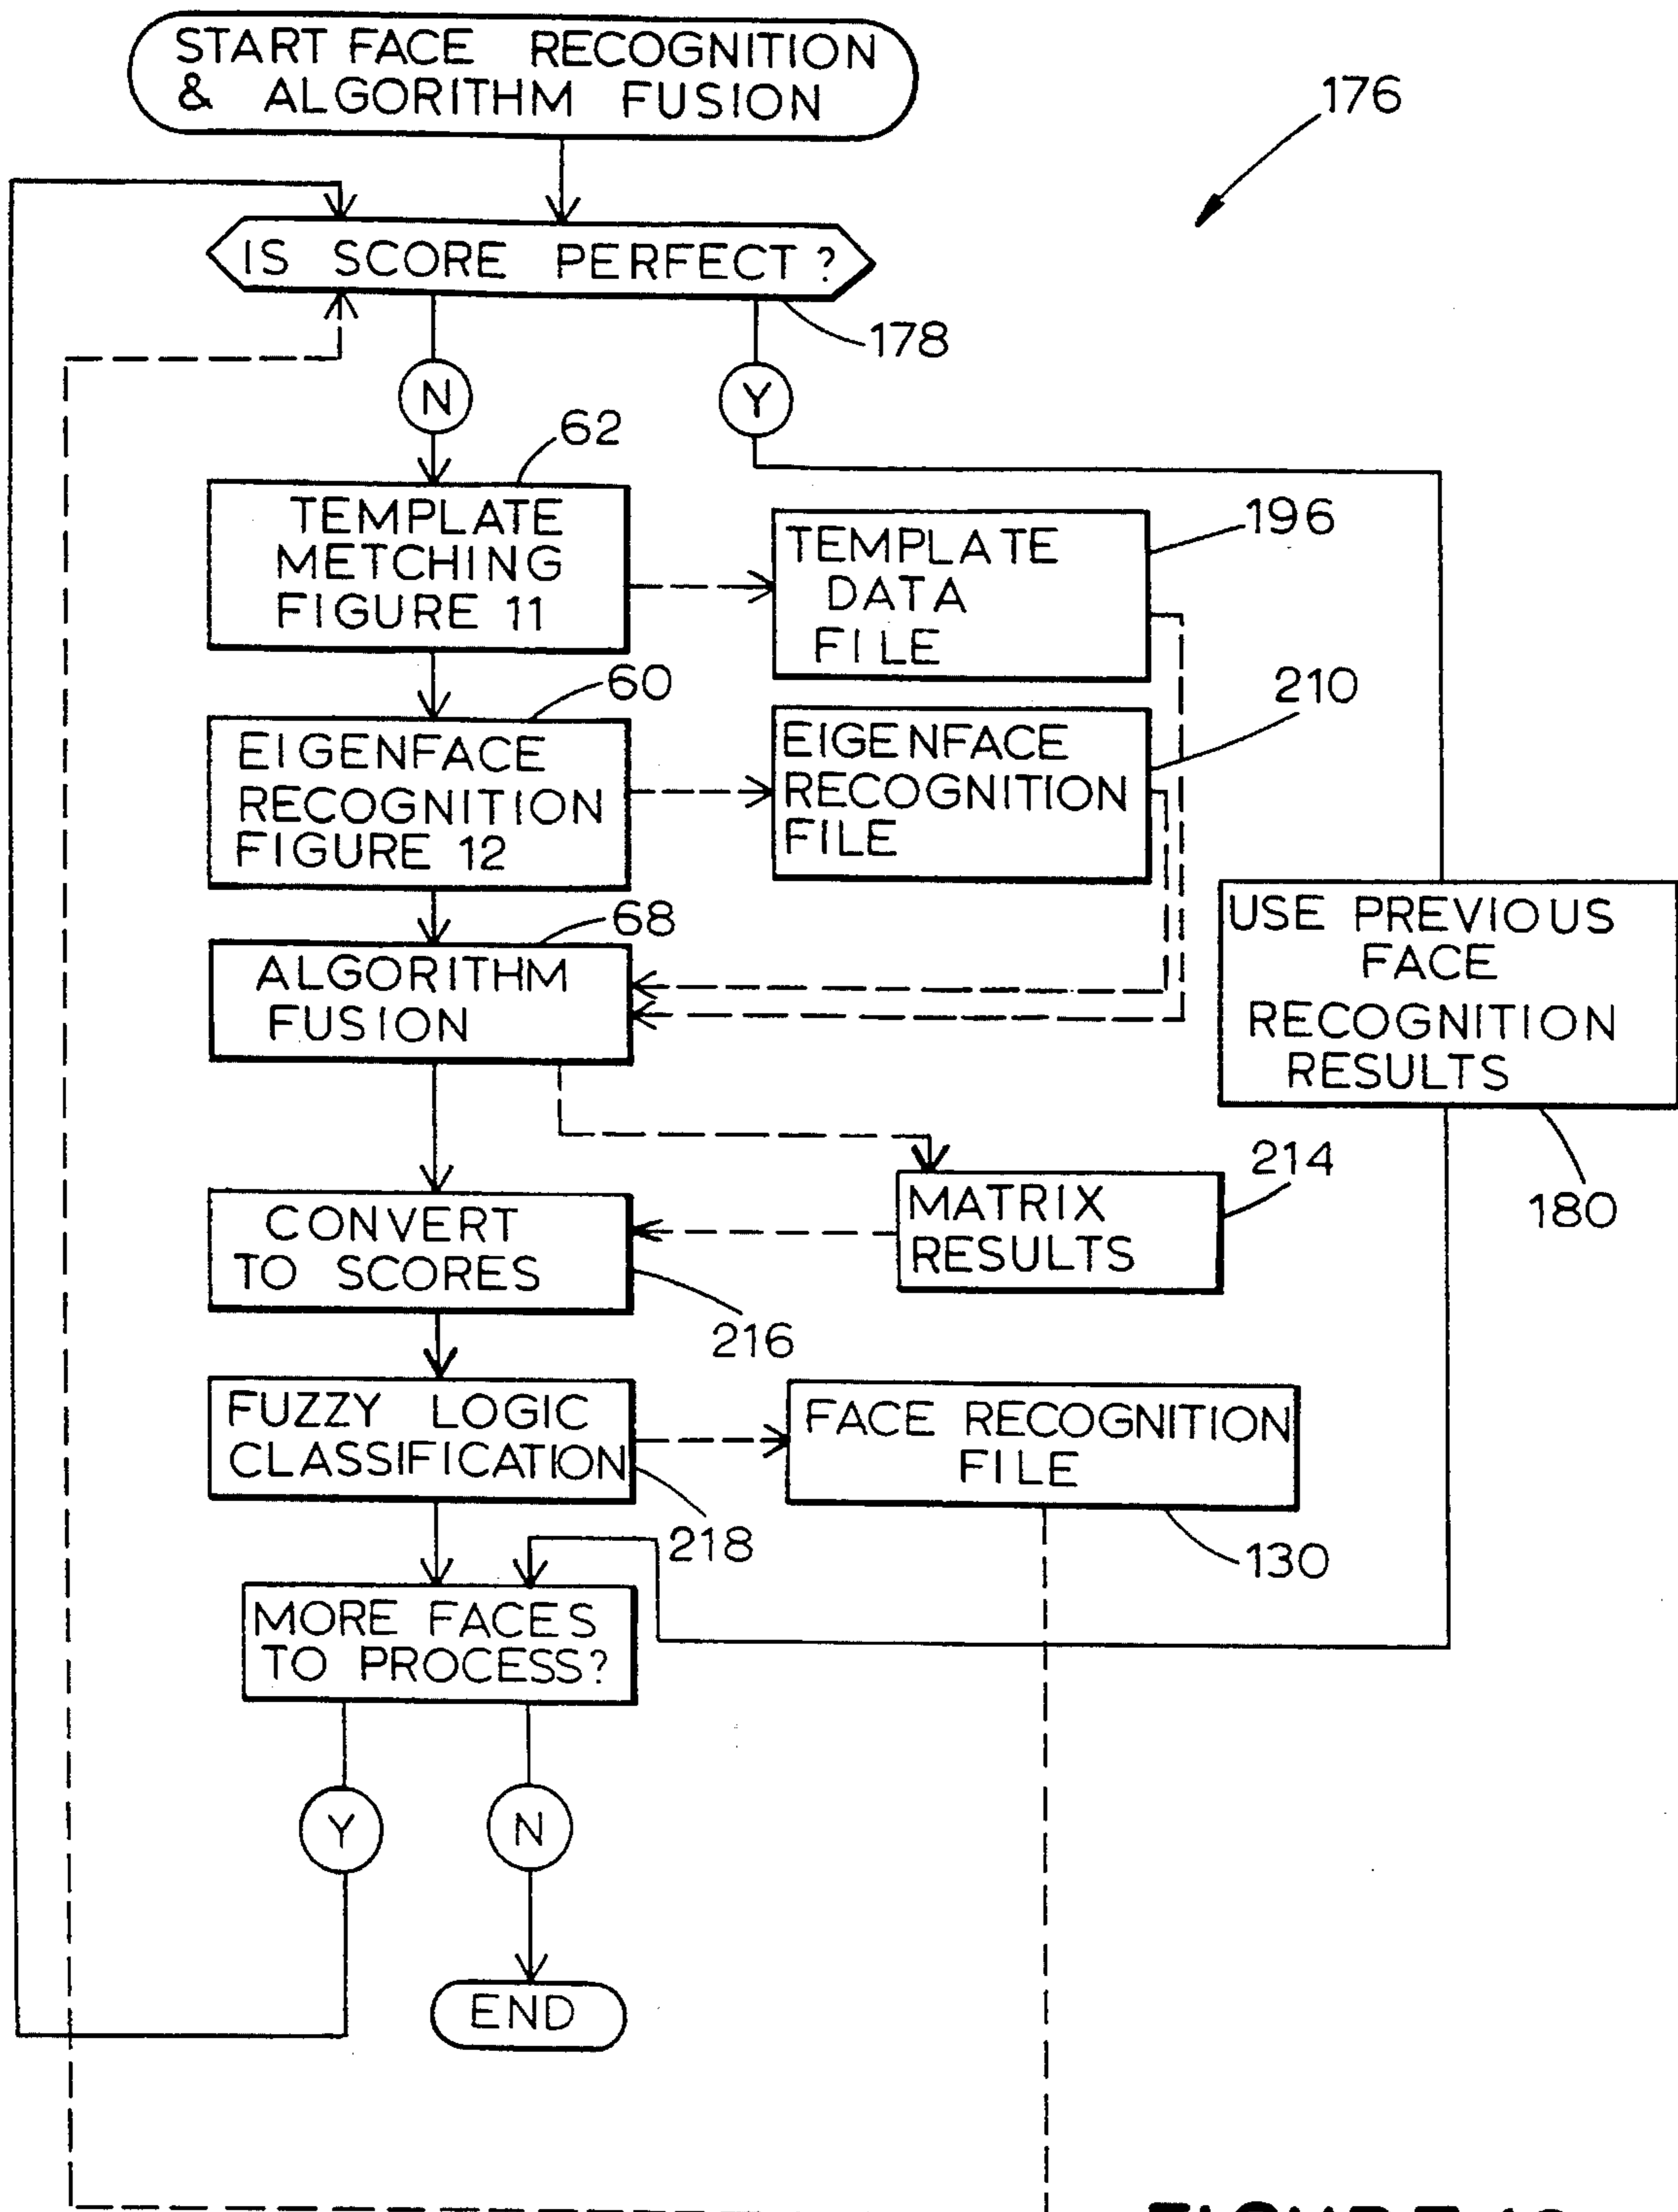 START FACE RECOGNITION
& ALGORITHM FUSION
176
IS SCORE PERFECT?
178
N
Y
62
TEMPLATE
METCHING
FIGURE 11
196
TEMPLATE
DATA
FILE
60
EIGENFACE
RECOGNITION
FIGURE 12
210
EIGENFACE
RECOGNITION
FILE
68
ALGORITHM
FUSION
USE PREVIOUS
FACE
RECOGNITION
RESULTS
180
214
MATRIX
RESULTS
CONVERT
TO SCORES
216
FUZZY LOGIC
CLASSIFICATION
218
FACE RECOGNITION
FILE
130
MORE FACES
TO PROCESS?
Y
N
END